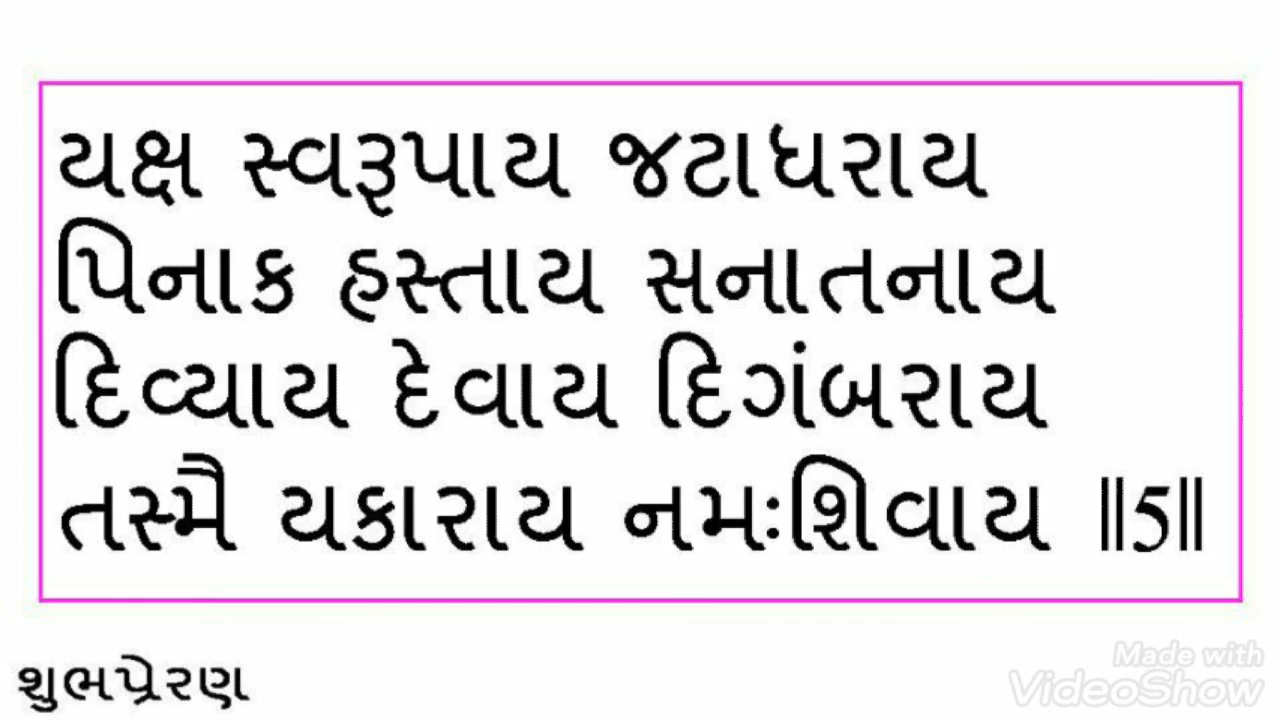 યક્ષ સ્વરૂપાય જટાધરાય
પિનાક હસ્તાય સનાતનાય
દિવ્યાય દેવાય દિગંબરાય
તસ્મૈ યકારાય નમઃશિવાય ॥5॥
શુભપ્રેરણ
Made with
VideoShow